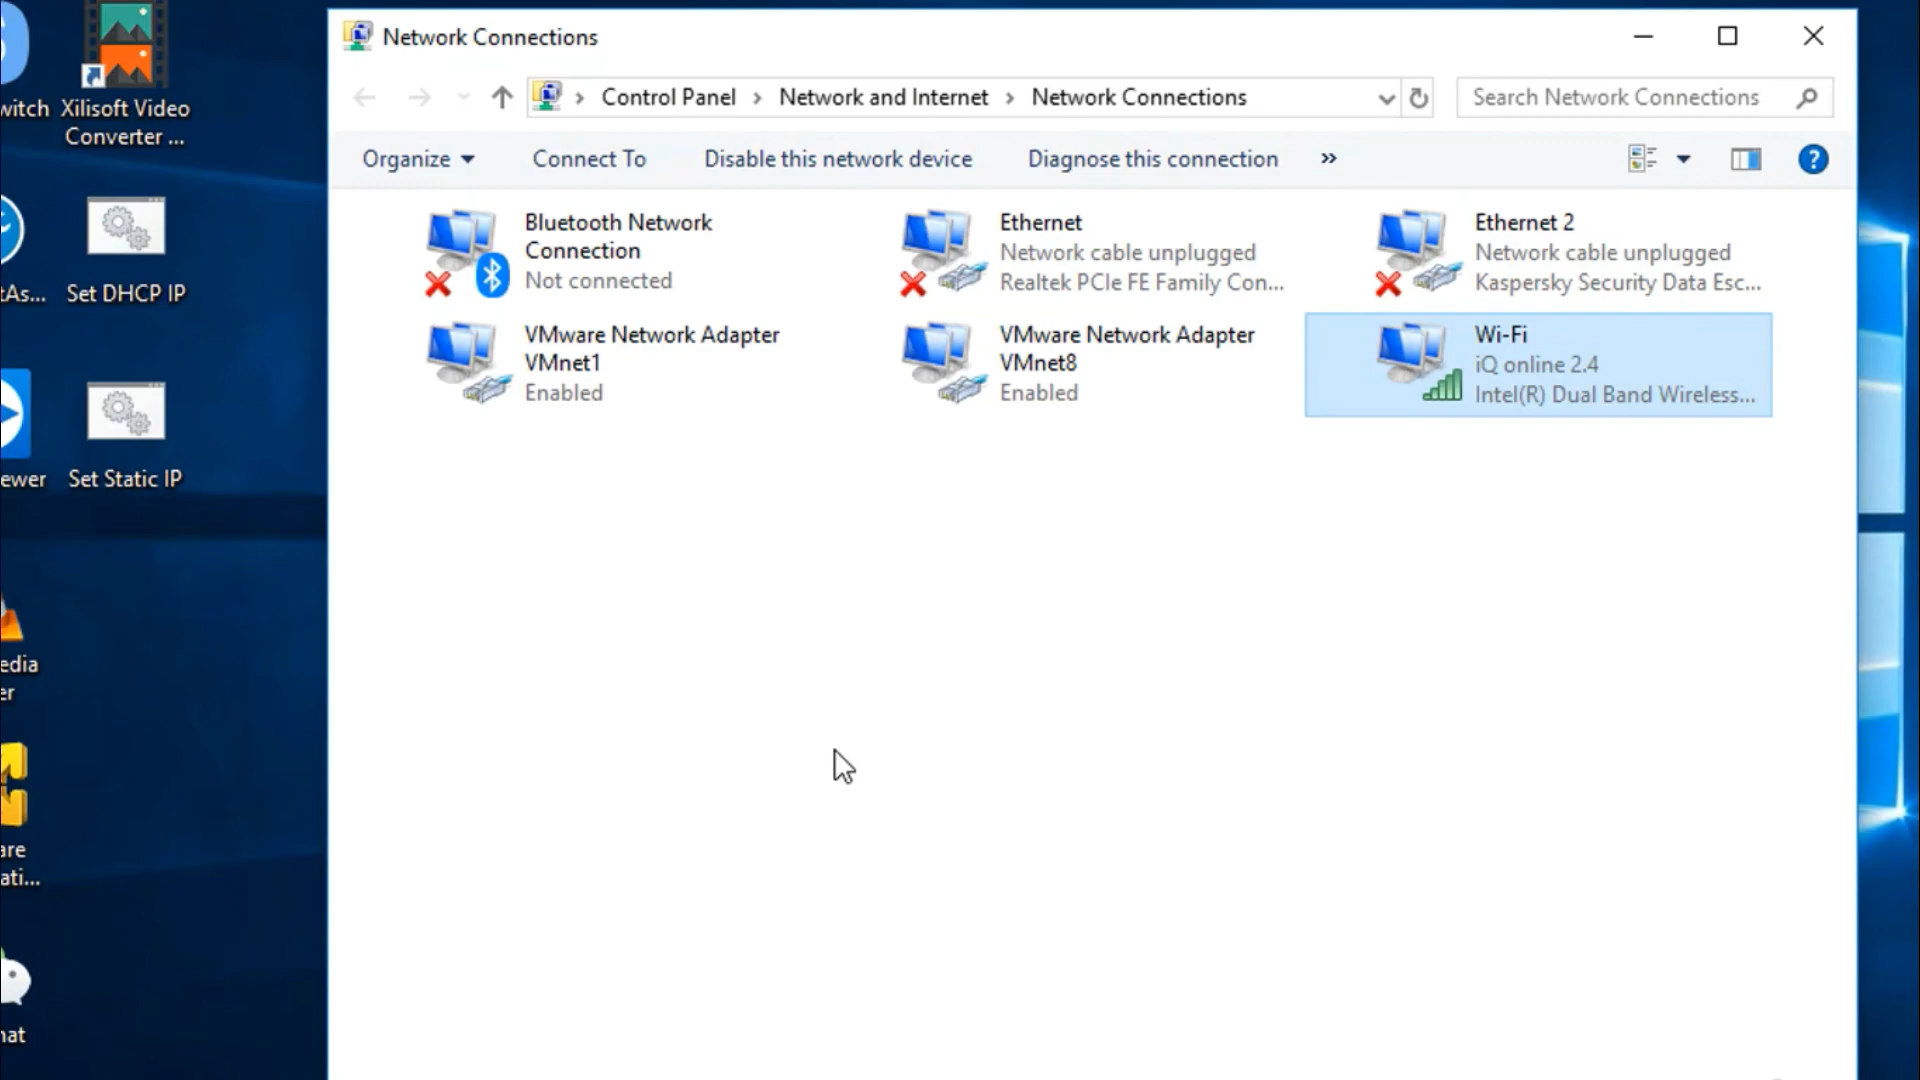 Network Connections
Control Panel > Network and Internet > Network Connections
Search Network Connections
Organize
Connect To
Disable this network device
Diagnose this connection
»
Bluetooth Network
Connection
Not connected
Ethernet
Network cable unplugged
Realtek PCIe FE Family Con...
Ethernet 2
Network cable unplugged
Kaspersky Security Data Esc...
VMware Network Adapter
VMnet1
Enabled
VMware Network Adapter
VMnet8
Enabled
Wi-Fi
iQ online 2.4
Intel(R) Dual Band Wireless...
witch
Xilisoft Video
Converter ...
tAs...
Set DHCP IP
ewer
Set Static IP
edia
er
are
ati...
hat